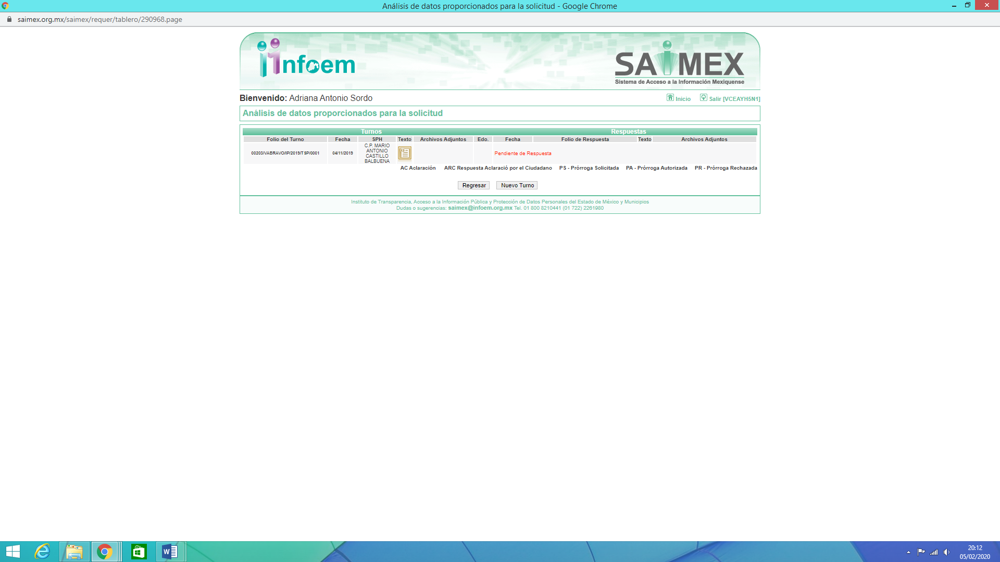 Análisis de datos proporcionados para la solicitud - Google Chrome
saimex.org.mx/saimex/requer/tablero/290968.page
infoem
SAIMEX
Sistema de Acceso a la Información Mexiquense
Bienvenido: Adriana Antonio Sordo
Inicio Salir [VCEAYH5N1]
Análisis de datos proporcionados para la solicitud
Turnos Respuestas
Folio del Turno Fecha SPH Texto Archivos Adjuntos Edo. Fecha Folio de Respuesta Texto Archivos Adjuntos
00203/VABRAVO/IP/2019/TSP/0001 04/11/2019 C.P. MARIO ANTONIO CASTILLO BALBUENA Pendiente de Respuesta
AC Aclaración ARC Respuesta Aclaració por el Ciudadano PS - Prórroga Solicitada PA - Prórroga Autorizada PR - Prórroga Rechazada
Regresar Nuevo Turno
Instituto de Transparencia, Acceso a la Información Pública y Protección de Datos Personales del Estado de México y Municipios
Dudas o sugerencias: saimex@infoem.org.mx Tel. 01 800 8210441 (01 722) 2261980
20:12
05/02/2020